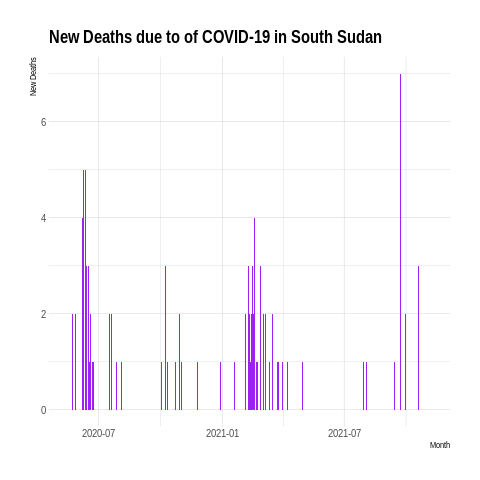 New Deaths due to of COVID-19 in South Sudan
New Deaths
6
4
2
0
2020-07
2021-01
2021-07
Month